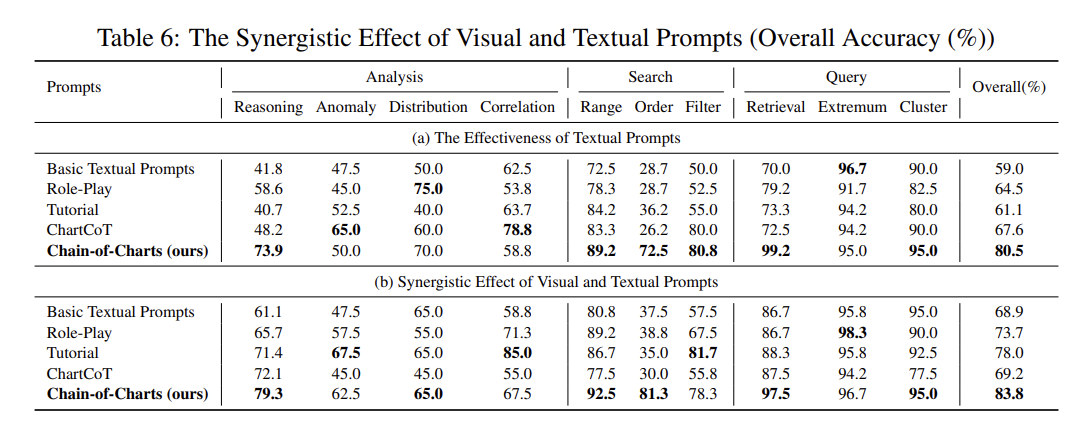 Table 6: The Synergistic Effect of Visual and Textual Prompts (Overall Accuracy (%))
Prompts Analysis Search Query Overall(%)
Reasoning Anomaly Distribution Correlation Range Order Filter Retrieval Extremum Cluster
(a) The Effectiveness of Textual Prompts
Basic Textual Prompts 41.8 47.5 50.0 62.5 72.5 28.7 50.0 70.0 96.7 90.0 59.0
Role-Play 58.6 45.0 75.0 53.8 78.3 28.7 52.5 79.2 91.7 82.5 64.5
Tutorial 40.7 52.5 40.0 63.7 84.2 36.2 55.0 73.3 94.2 80.0 61.1
ChartCoT 48.2 65.0 60.0 78.8 83.3 26.2 80.0 72.5 94.2 90.0 67.6
Chain-of-Charts (ours) 73.9 50.0 70.0 58.8 89.2 72.5 80.8 99.2 95.0 95.0 80.5
(b) Synergistic Effect of Visual and Textual Prompts
Basic Textual Prompts 61.1 47.5 65.0 58.8 80.8 37.5 57.5 86.7 95.8 95.0 68.9
Role-Play 65.7 57.5 55.0 71.3 89.2 38.8 67.5 86.7 98.3 90.0 73.7
Tutorial 71.4 67.5 65.0 85.0 86.7 35.0 81.7 88.3 95.8 92.5 78.0
ChartCoT 72.1 45.0 45.0 55.0 77.5 30.0 55.8 87.5 94.2 77.5 69.2
Chain-of-Charts (ours) 79.3 62.5 65.0 67.5 92.5 81.3 78.3 97.5 96.7 95.0 83.8